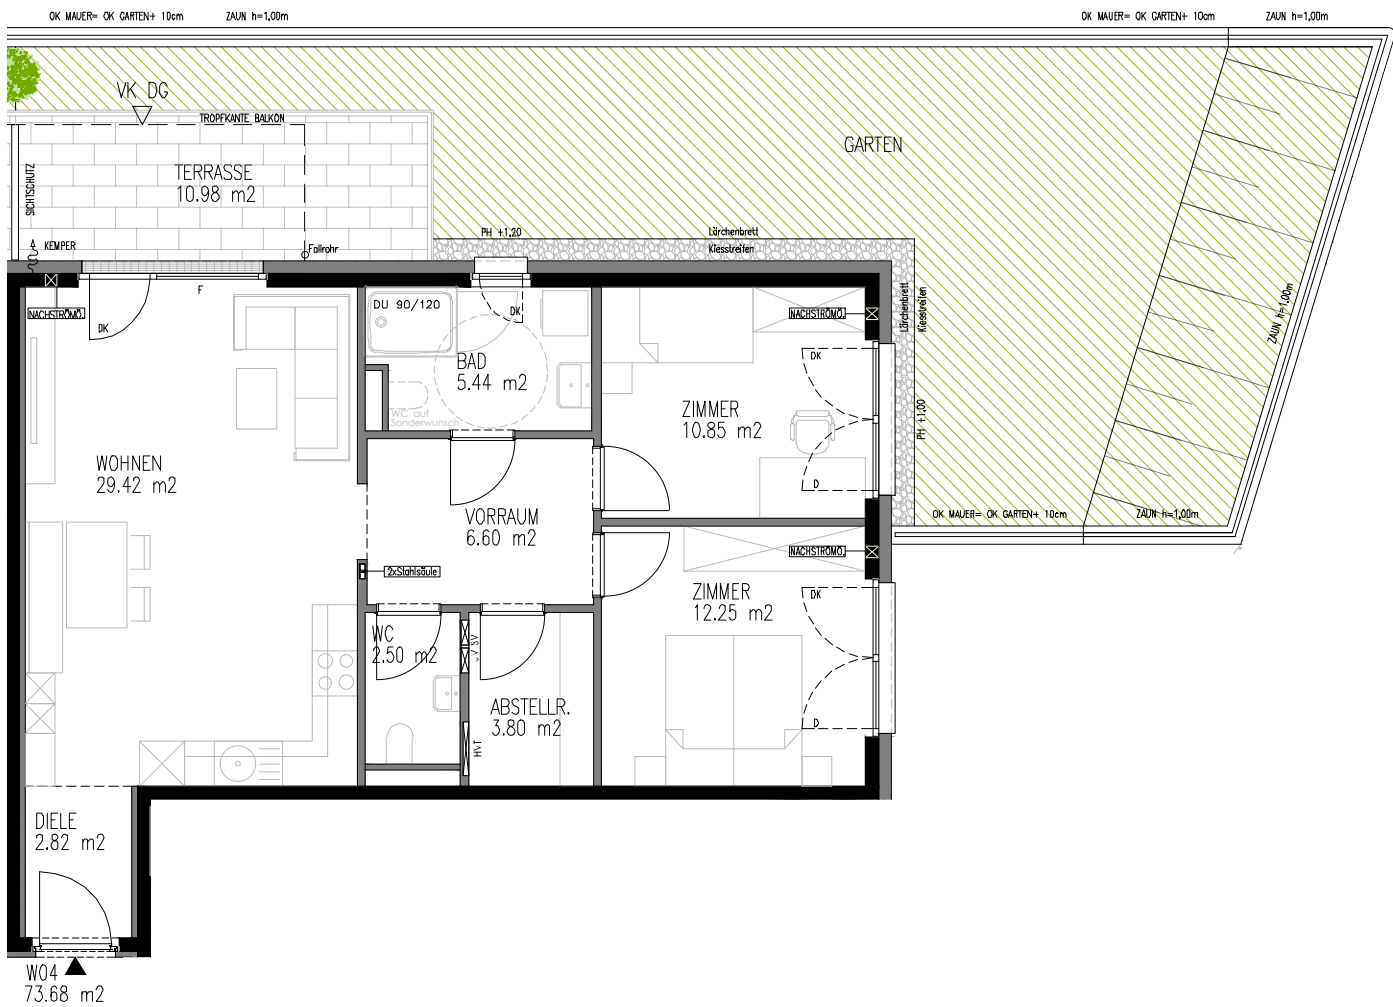 OK MAUER= OK GARTEN+ 10cm
ZAUN h=1,00m
OK MAUER= OK GARTEN+ 10cm
ZAUN h=1,00m
VK DG
TROPFKANTE BALKON
GARTEN
TERRASSE
10.98 m2
SICHTSCHUTZ
KEMPER
Fallrohr
PH +1,20
Lärchenbrett
Kiesstreifen
F
NACHSTRÖMÖ.
DK
DU 90/120
DK
BAD
5.44 m2
WC auf
Sonderwunsch
NACHSTRÖMÖ.
DK
Lärchenbrett
Kiesstreifen
ZAUN h=1,00m
ZIMMER
10.85 m2
PH +1,00
D
WOHNEN
29.42 m2
VORRAUM
6.60 m2
OK MAUER= OK GARTEN+ 10cm
ZAUN h=1,00m
2xStahlsäule
NACHSTRÖMÖ.
DK
ZIMMER
12.25 m2
WC
2.50 m2
ABSTELLR.
3.80 m2
HVT
D
DIELE
2.82 m2
W04
73.68 m2